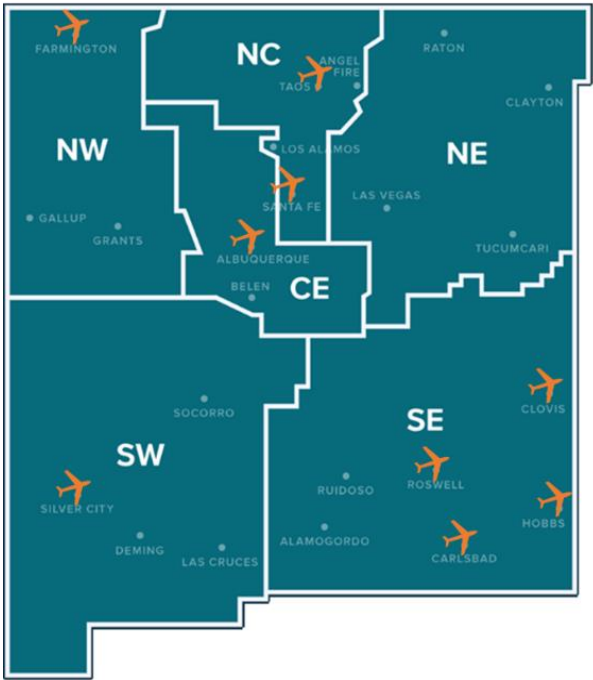 FARMINGTON
NC
ANGEL
FIRE
TAOS
RATON
CLAYTON
NW
LOS ALAMOS
NE
SANTA FE
LAS VEGAS
GALLUP
GRANTS
TUCUMCARI
ALBUQUERQUE
BELEN
CE
SOCORRO
CLOVIS
SE
SW
ROSWELL
RUIDOSO
SILVER CITY
HOBBS
ALAMOGORDO
DEMING
CARLSBAD
LAS CRUCES